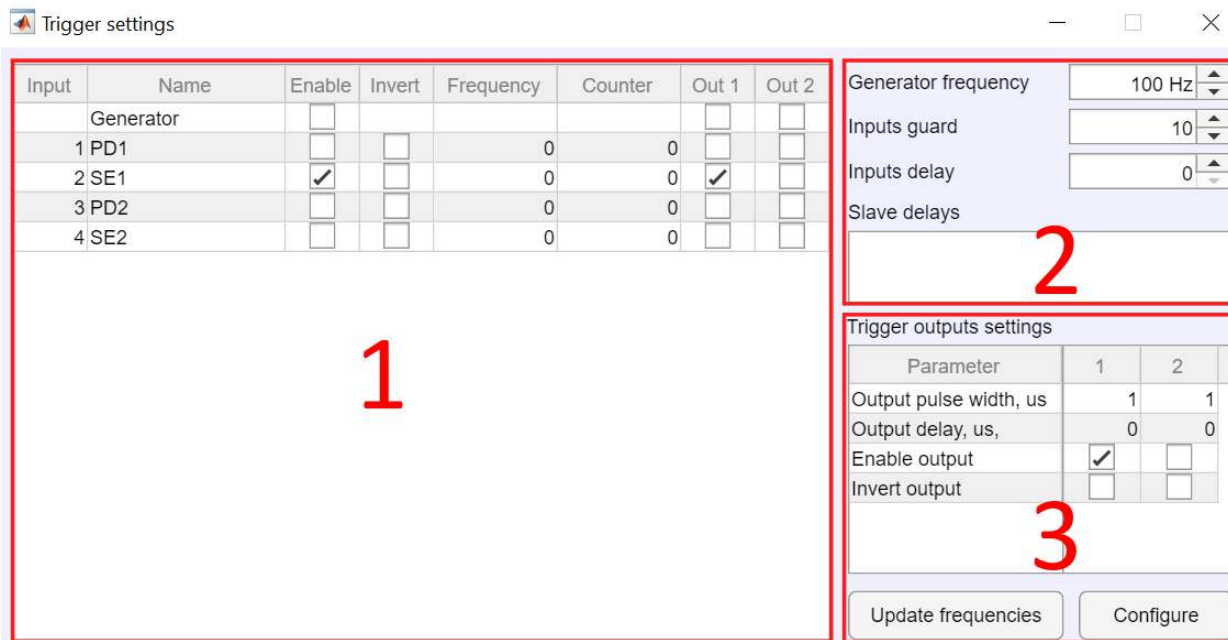 Trigger settings
Input Name Enable Invert Frequency Counter Out 1 Out 2
Generator
1 PD1 0 0
2 SE1 0 0
3 PD2 0 0
4 SE2 0 0
1
Generator frequency 100 Hz
Inputs guard 10
Inputs delay 0
Slave delays
2
Trigger outputs settings
Parameter 1 2
Output pulse width, us 1 1
Output delay, us, 0 0
Enable output
Invert output
3
Update frequencies Configure